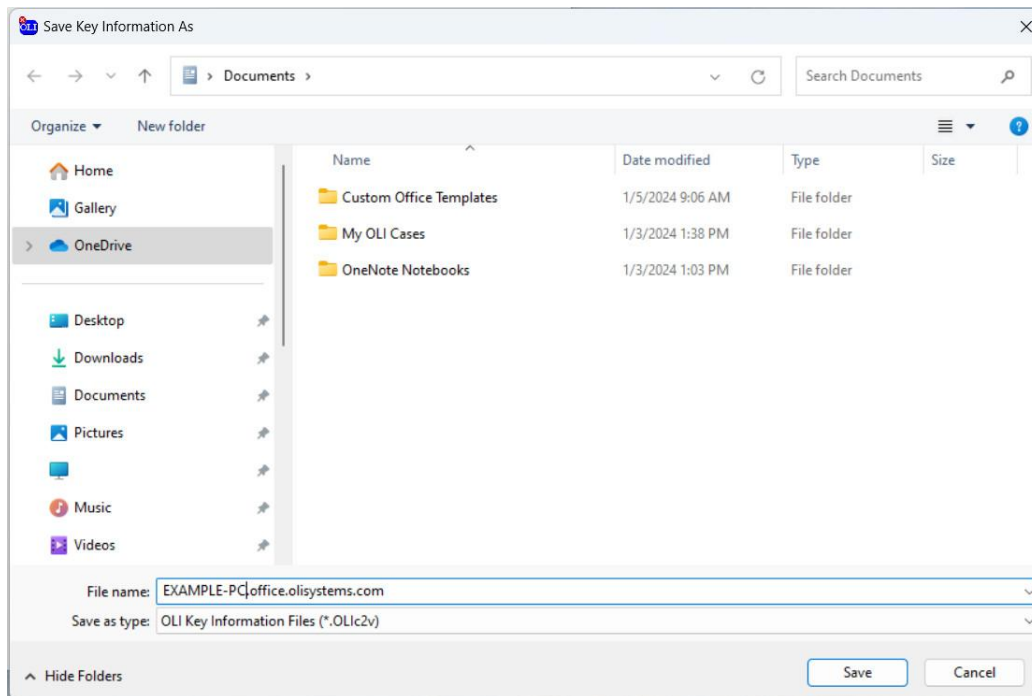 OLI Save Key Information As
Documents
Search Documents
Organize New folder
Name Date modified Type Size
Home
Gallery
OneDrive
Custom Office Templates 1/5/2024 9:06 AM File folder
My OLI Cases 1/3/2024 1:38 PM File folder
OneNote Notebooks 1/3/2024 1:03 PM File folder
Desktop
Downloads
Documents
Pictures
Music
Videos
File name: EXAMPLE-PC.office.olisystems.com
Save as type: OLI Key Information Files (*.OLIc2v)
Hide Folders
Save Cancel